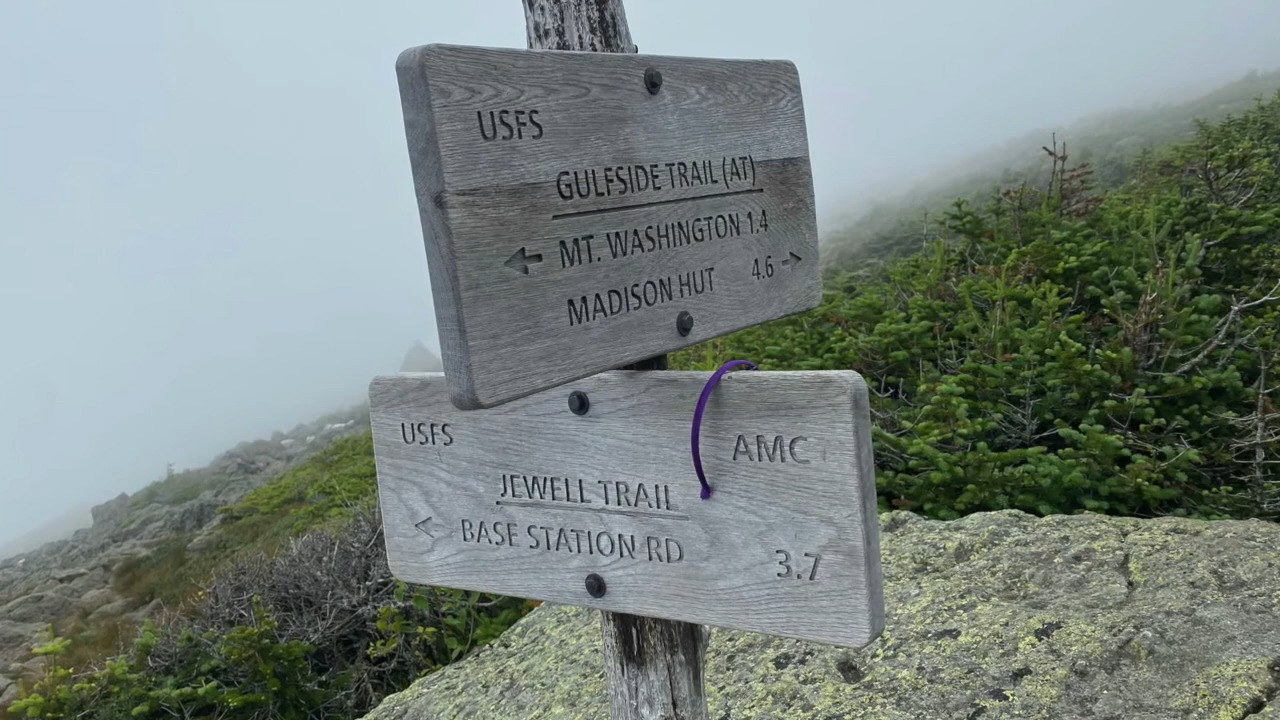 USFS
GULFSIDE TRAIL (AT)
← MT. WASHINGTON 1.4
MADISON HUT 4.6 →
USFS AMC
JEWELL TRAIL
< BASE STATION RD 3.7